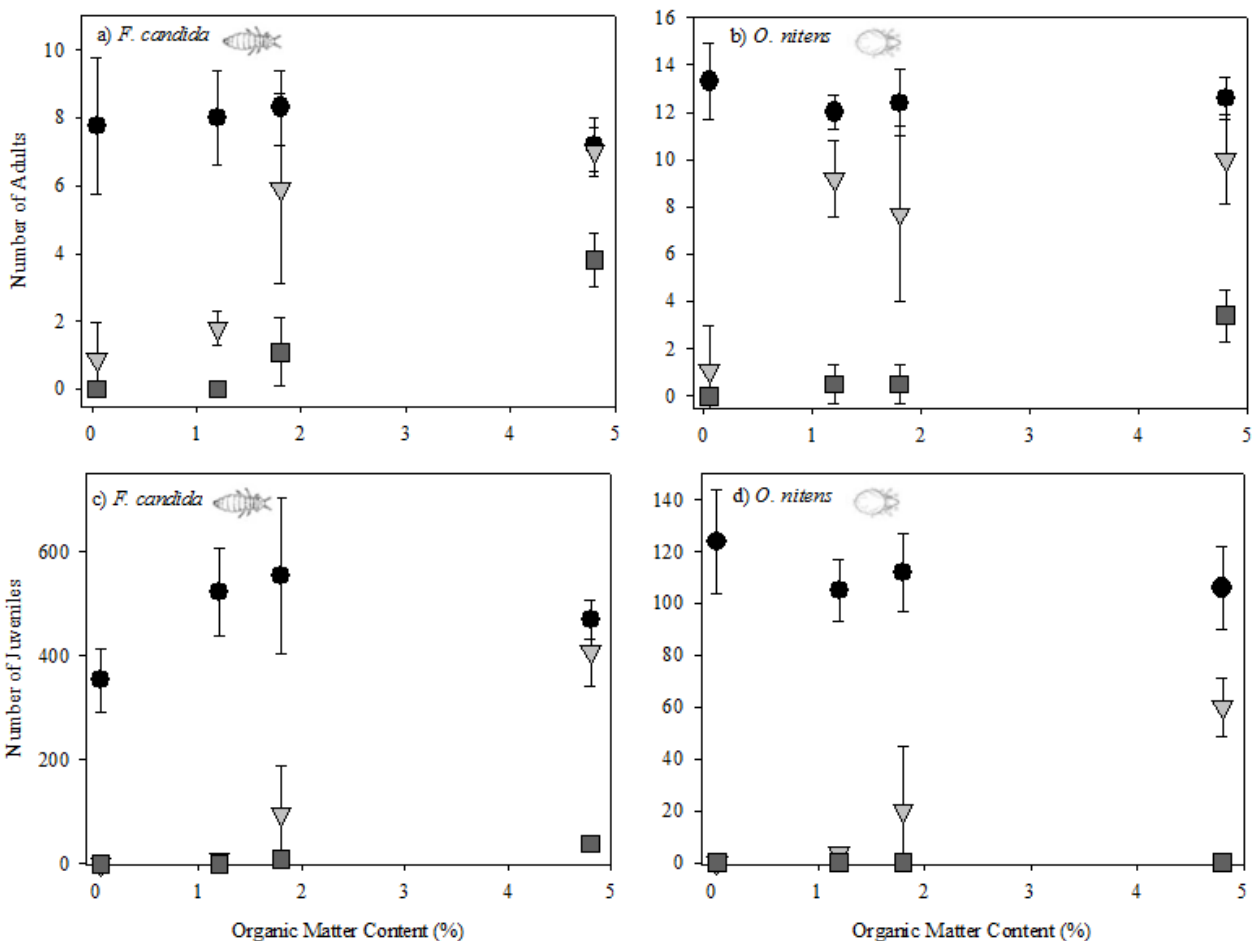 a) F. candida
10
8
6
4
2
0
0 1 2 3 4 5
Number of Adults
b) O. nitens
16
14
12
10
8
6
4
2
0
0 1 2 3 4 5
c) F. candida
600
400
200
0
0 1 2 3 4 5
Number of Juveniles
Organic Matter Content (%)
d) O. nitens
140
120
100
80
60
40
20
0
0 1 2 3 4 5
Organic Matter Content (%)